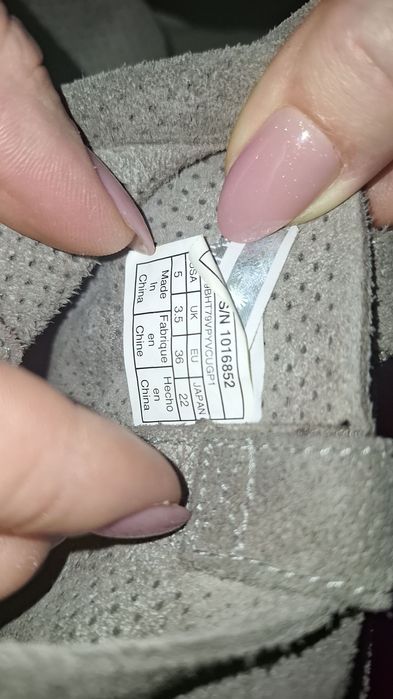 S/N 1016852
9BHT79VPYVCUGP1
USA UK EU JAPAN
5 3.5 36 22
Made Fabrique Hecho
In en en
China Chine China